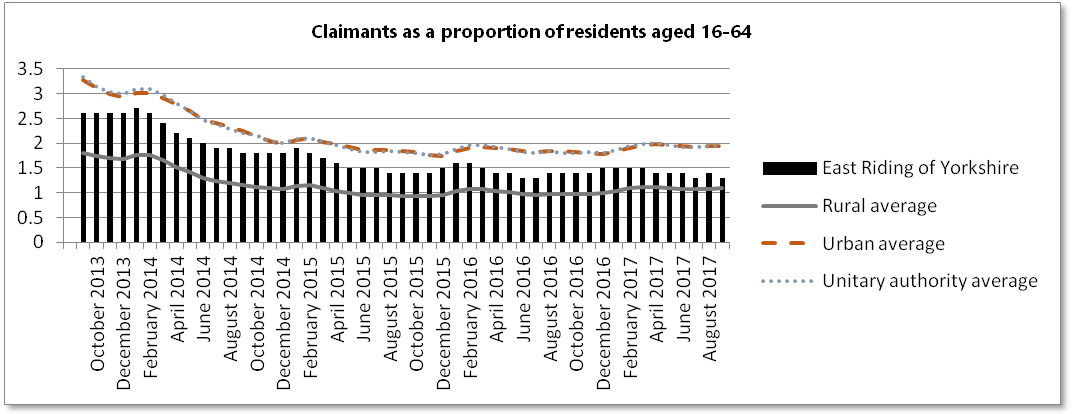 Claimants as a proportion of residents aged 16-64
3.5
3
2.5
2
1.5
1
0.5
0
October 2013
December 2013
February 2014
April 2014
June 2014
August 2014
October 2014
December 2014
February 2015
April 2015
June 2015
August 2015
October 2015
December 2015
February 2016
April 2016
June 2016
August 2016
October 2016
December 2016
February 2017
April 2017
June 2017
August 2017
East Riding of Yorkshire
Rural average
Urban average
Unitary authority average